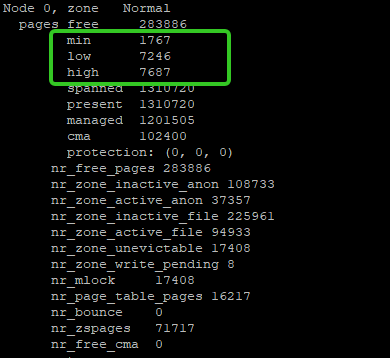 Node 0, zone   Normal
  pages free     283886
        min      1767
        low      7246
        high     7687
        spanned  1310720
        present  1310720
        managed  1201505
        cma      102400
        protection: (0, 0, 0)
      nr_free_pages 283886
      nr_zone_inactive_anon 108733
      nr_zone_active_anon 37357
      nr_zone_inactive_file 225961
      nr_zone_active_file 94933
      nr_zone_unevictable 17408
      nr_zone_write_pending 8
      nr_mlock     17408
      nr_page_table_pages 16217
      nr_bounce    0
      nr_zspages   71717
      nr_free_cma  0